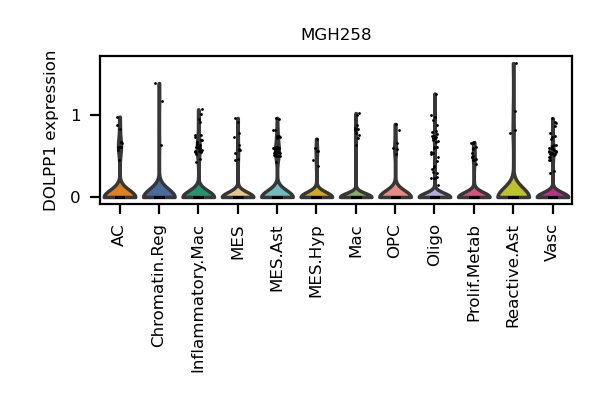 MGH258
DOLPP1 expression
1
0
AC
Chromatin.Reg
Inflammatory.Mac
MES
MES.Ast
MES.Hyp
Mac
OPC
Oligo
Prolif.Metab
Reactive.Ast
Vasc